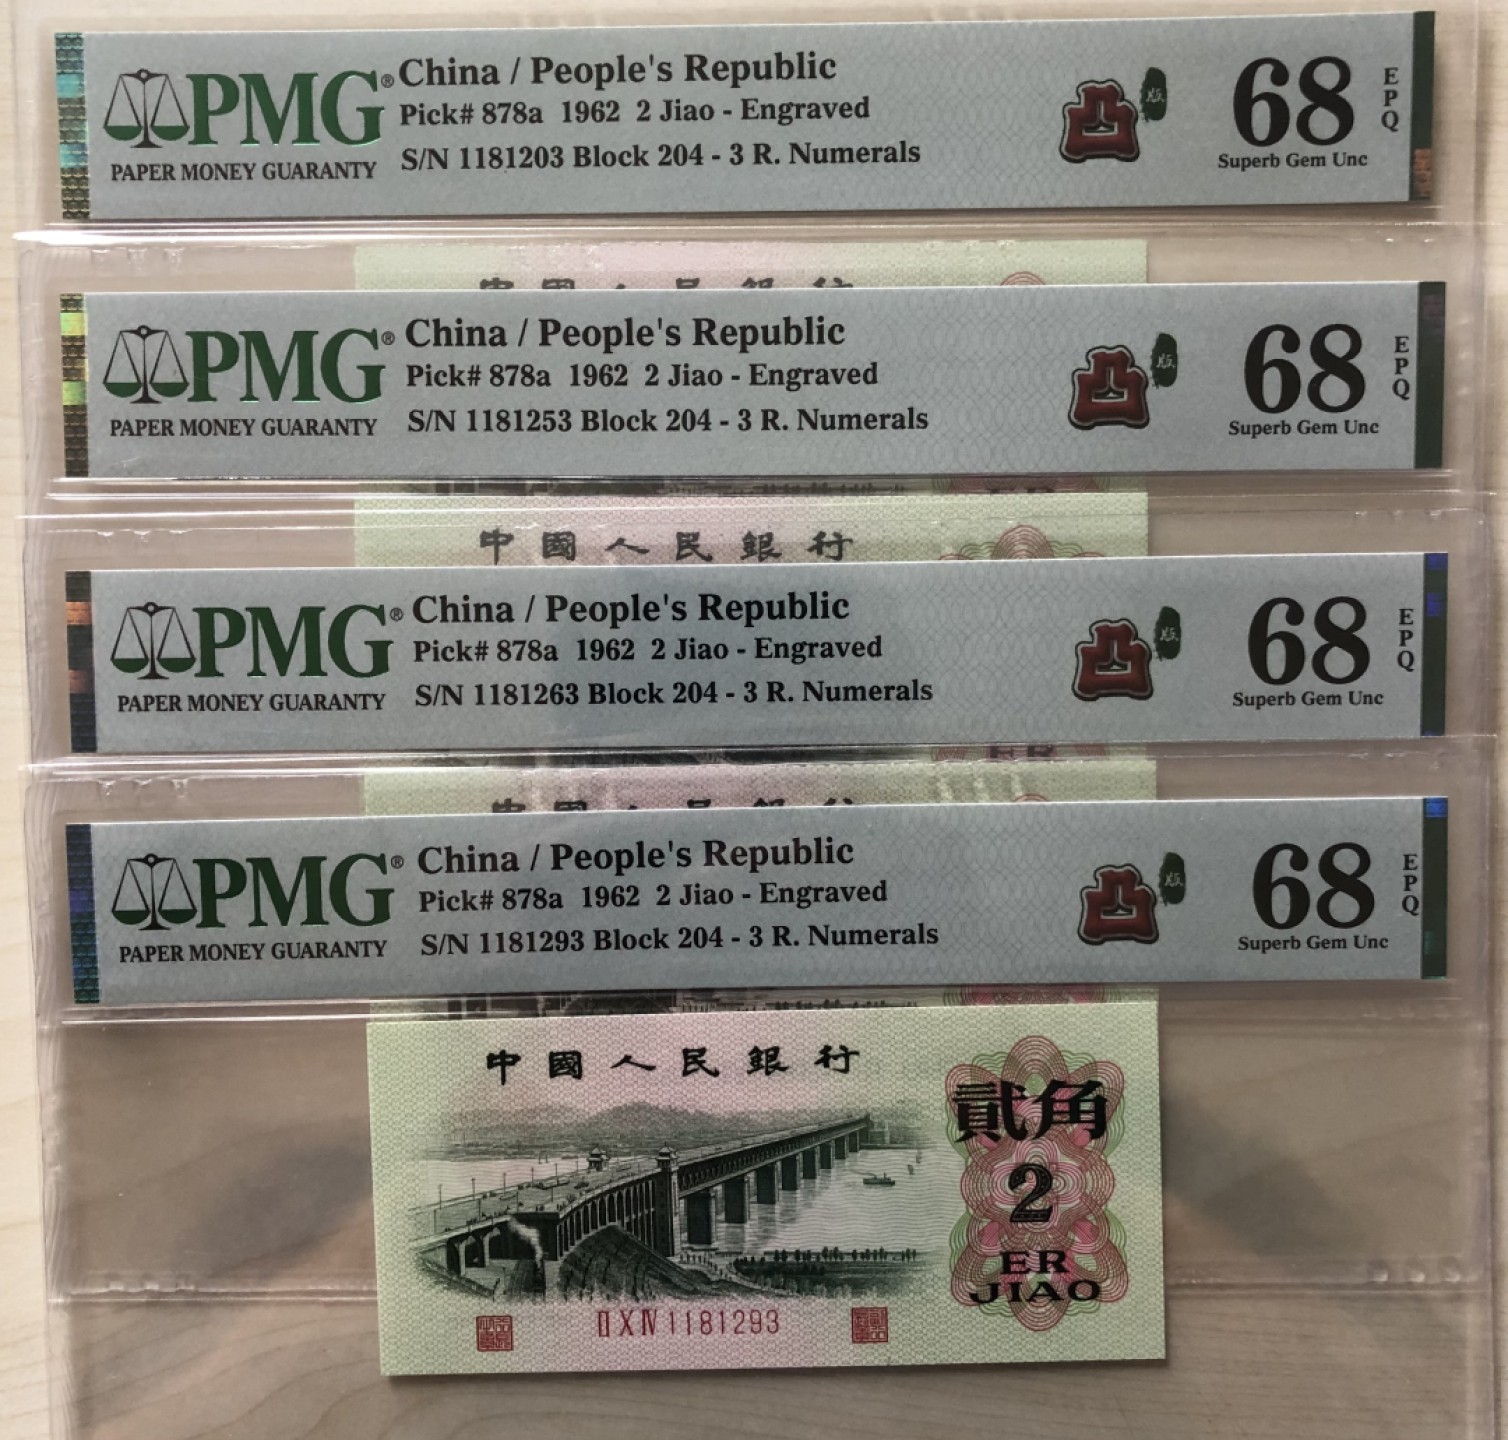 PMG®
PAPER MONEY GUARANTY
China / People's Republic
Pick# 878a 1962 2 Jiao - Engraved
S/N 1181203 Block 204 - 3 R. Numerals
凸版
68 EPQ
Superb Gem Unc
PMG®
PAPER MONEY GUARANTY
China / People's Republic
Pick# 878a 1962 2 Jiao - Engraved
S/N 1181253 Block 204 - 3 R. Numerals
凸版
68 EPQ
Superb Gem Unc
中國人民銀行
PMG®
PAPER MONEY GUARANTY
China / People's Republic
Pick# 878a 1962 2 Jiao - Engraved
S/N 1181263 Block 204 - 3 R. Numerals
凸版
68 EPQ
Superb Gem Unc
PMG®
PAPER MONEY GUARANTY
China / People's Republic
Pick# 878a 1962 2 Jiao - Engraved
S/N 1181293 Block 204 - 3 R. Numerals
凸版
68 EPQ
Superb Gem Unc
中國人民銀行
貳角
2
ER
JIAO
ⅡⅩⅣ1181293